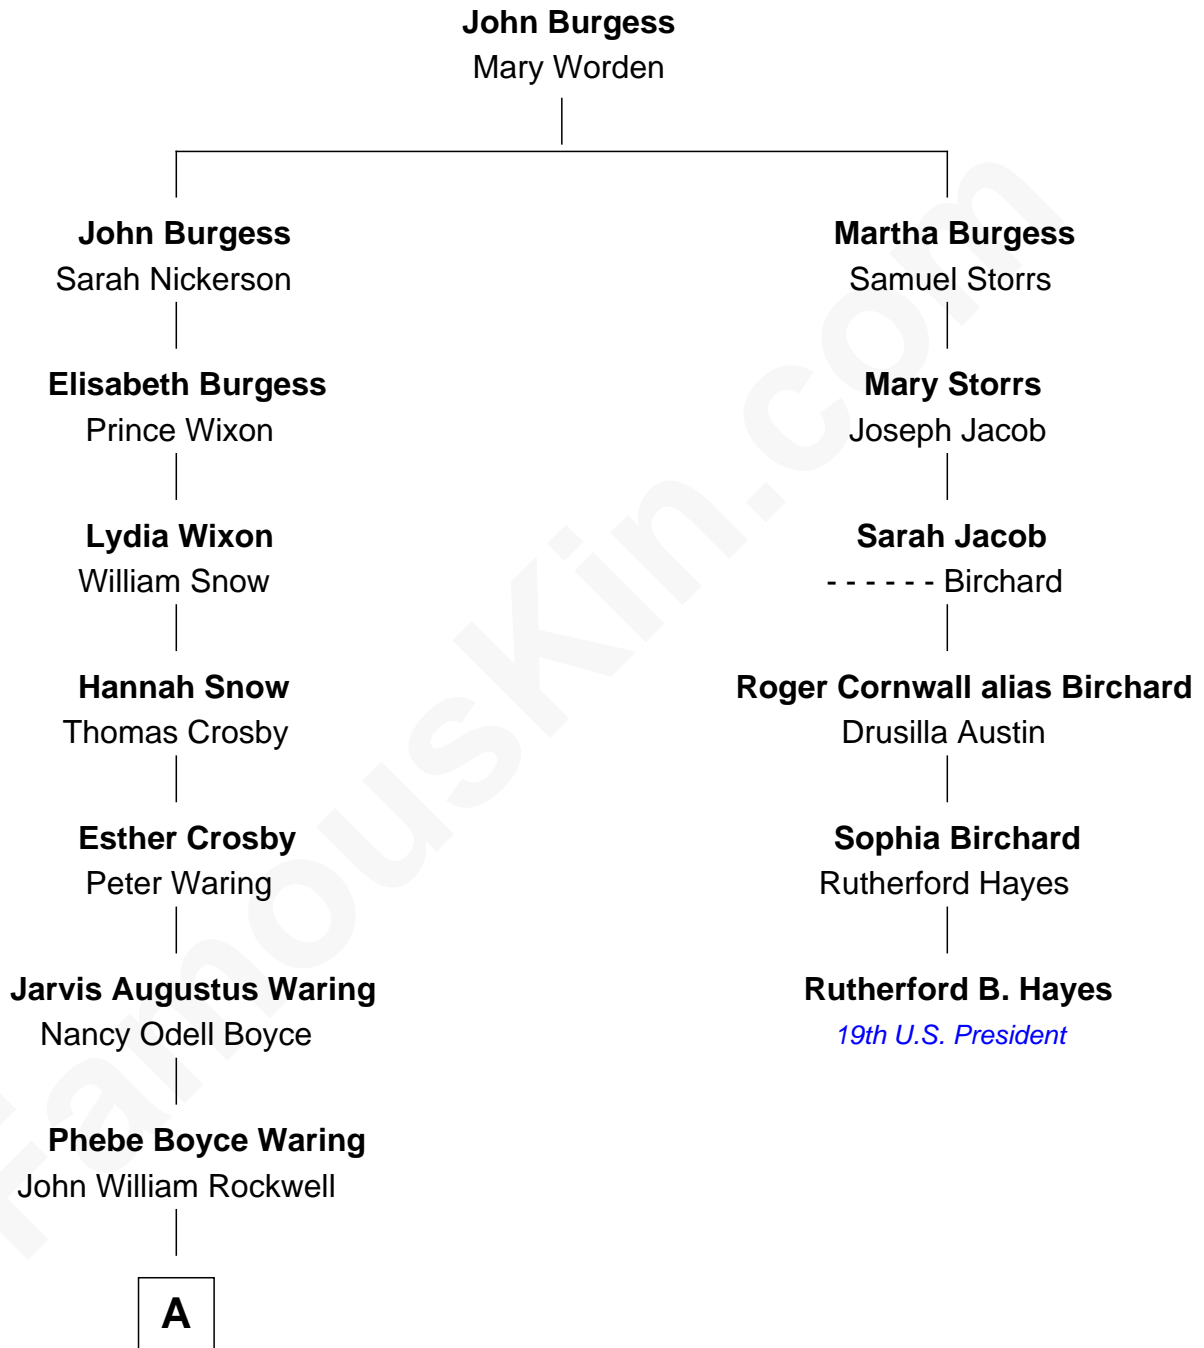 John Burgess
Mary Worden
John Burgess
Sarah Nickerson
Martha Burgess
Samuel Storrs
Elisabeth Burgess
Prince Wixon
Mary Storrs
Joseph Jacob
Lydia Wixon
William Snow
Sarah Jacob
- - - - - - Birchard
Hannah Snow
Thomas Crosby
Roger Cornwall alias Birchard
Drusilla Austin
Esther Crosby
Peter Waring
Sophia Birchard
Rutherford Hayes
Jarvis Augustus Waring
Nancy Odell Boyce
Rutherford B. Hayes
19th U.S. President
Phebe Boyce Waring
John William Rockwell
A
FamousKin.com